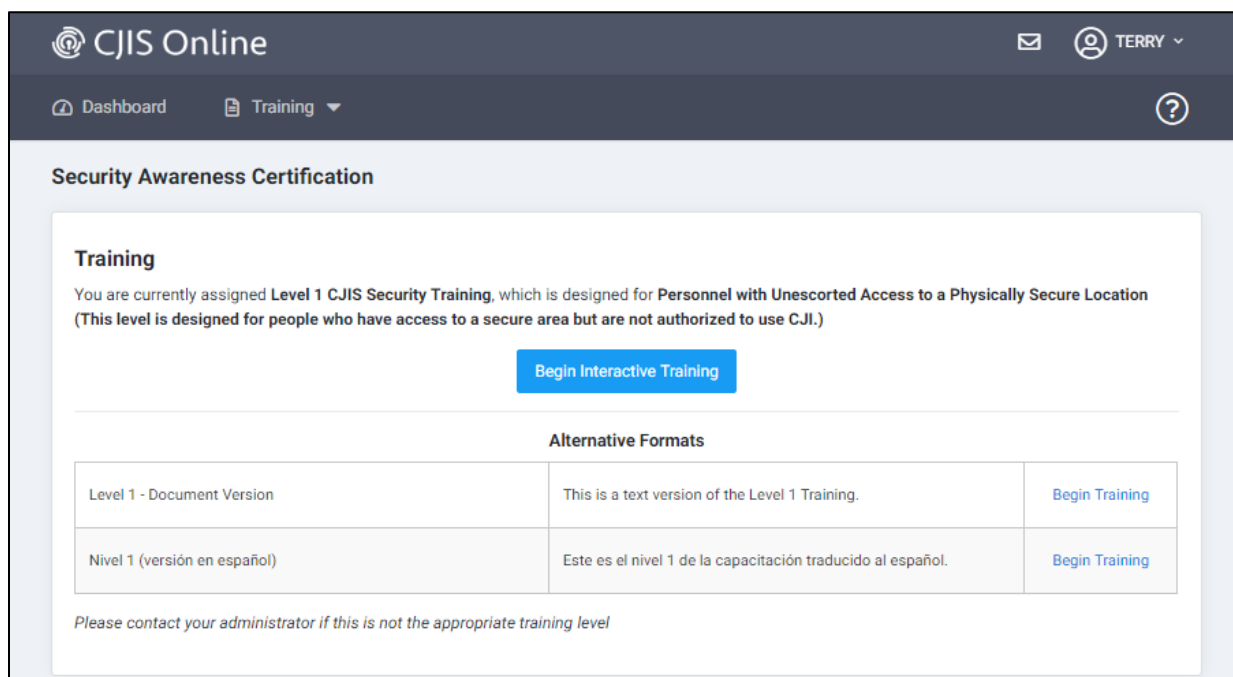 CJIS Online
TERRY
Dashboard
Training
Security Awareness Certification
Training
You are currently assigned Level 1 CJIS Security Training, which is designed for Personnel with Unescorted Access to a Physically Secure Location
(This level is designed for people who have access to a secure area but are not authorized to use CJI.)
Begin Interactive Training
Alternative Formats
Level 1 - Document Version
This is a text version of the Level 1 Training.
Begin Training
Nivel 1 (versión en español)
Este es el nivel 1 de la capacitación traducido al español.
Begin Training
Please contact your administrator if this is not the appropriate training level